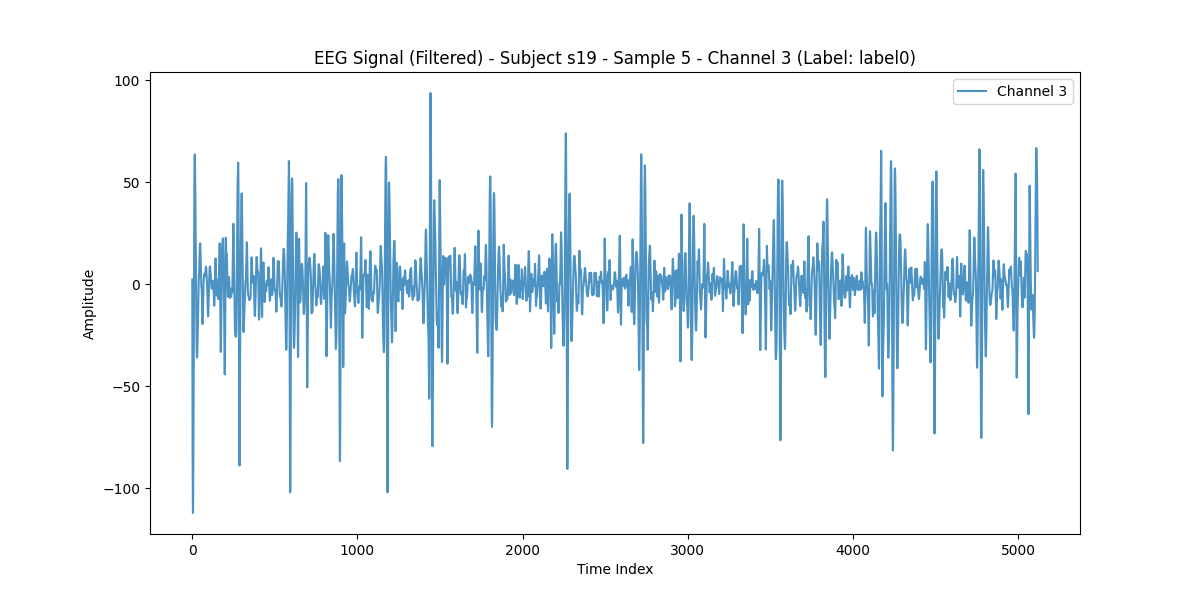 EEG Signal (Filtered) - Subject s19 - Sample 5 - Channel 3 (Label: label0)
Channel 3
100
50
0
−50
−100
Amplitude
0 1000 2000 3000 4000 5000
Time Index